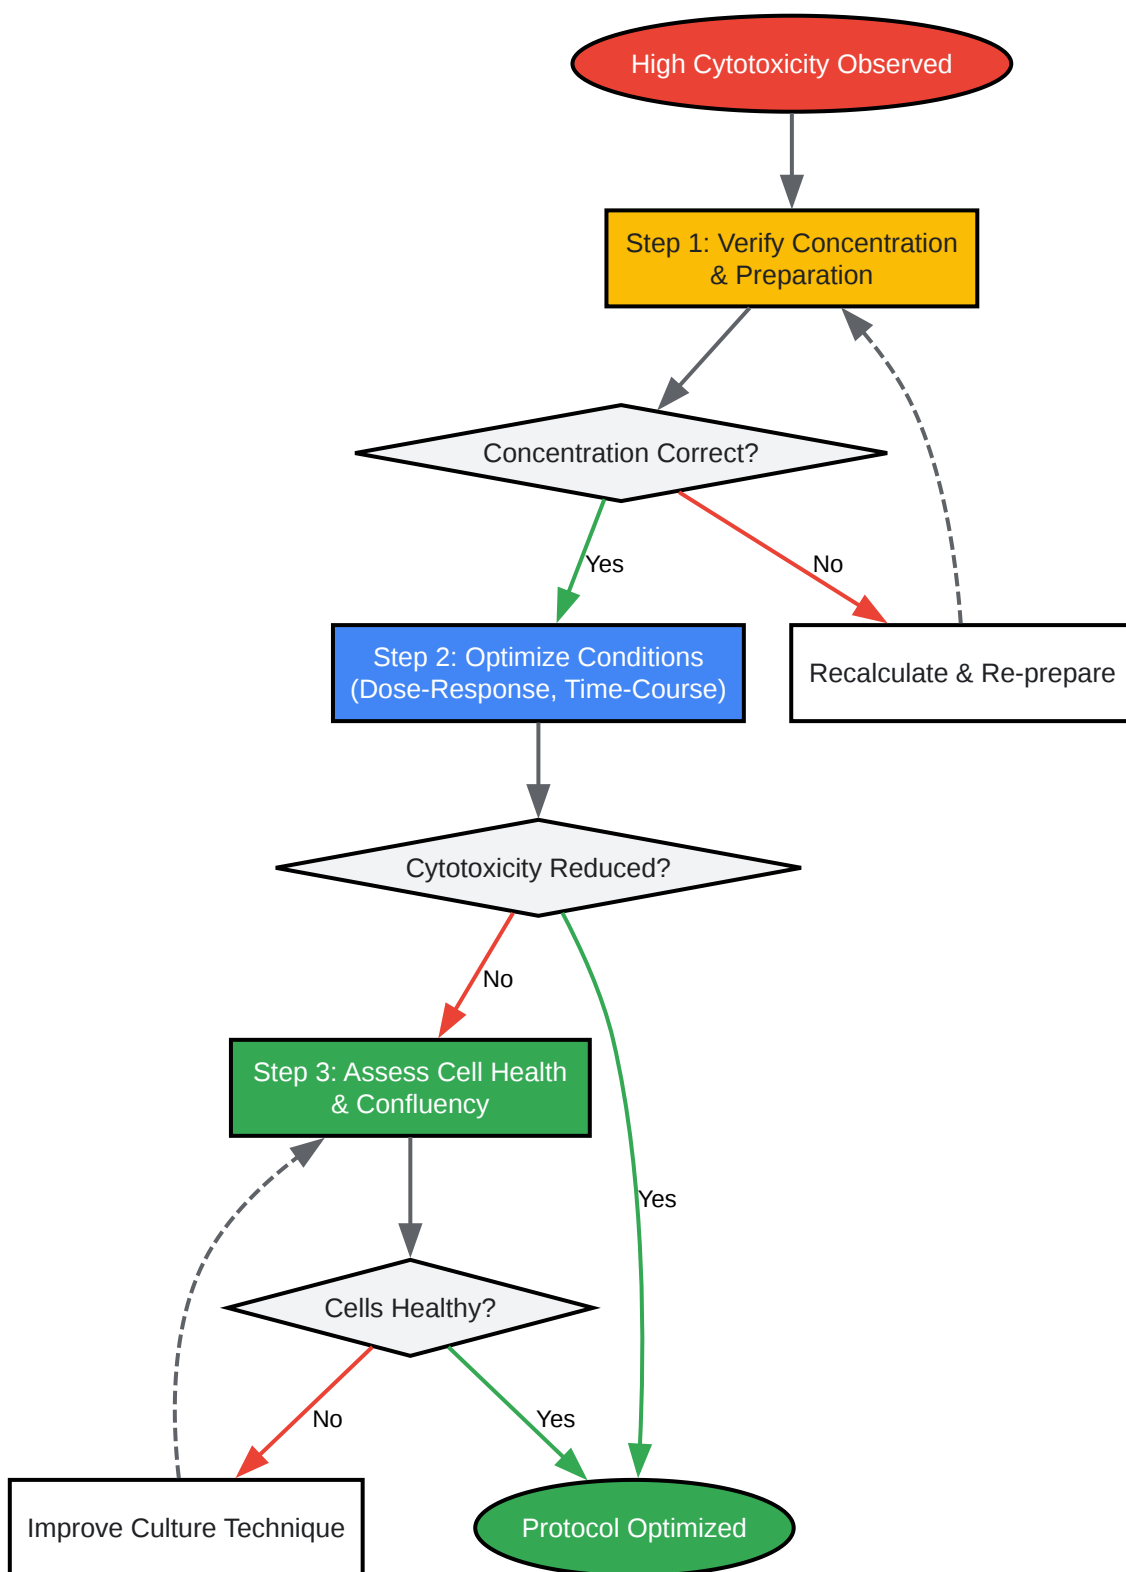 High Cytotoxicity Observed
Step 1: Verify Concentration
& Preparation
Concentration Correct?
Yes
No
Step 2: Optimize Conditions
(Dose-Response, Time-Course)
Recalculate & Re-prepare
Cytotoxicity Reduced?
No
Step 3: Assess Cell Health
& Confluency
Yes
Cells Healthy?
No
Yes
Improve Culture Technique
Protocol Optimized